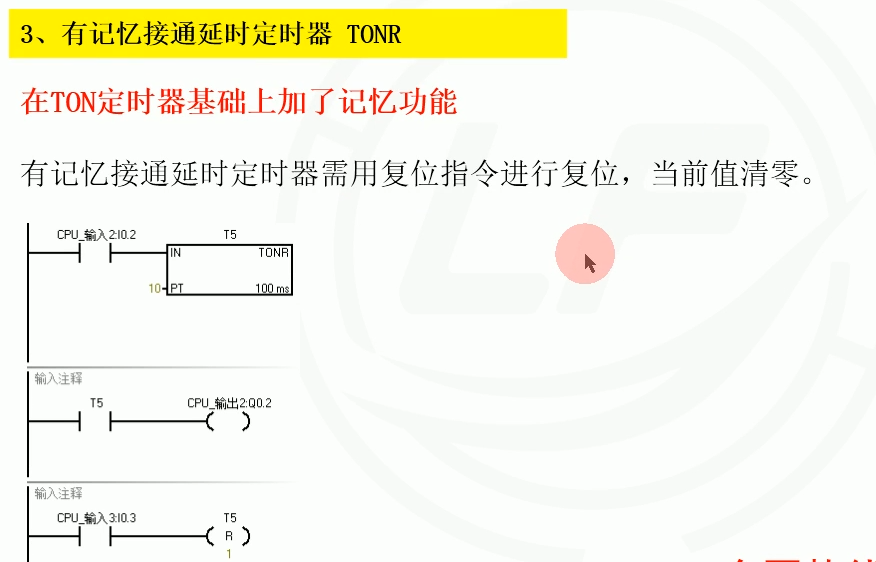 3、有记忆接通延时定时器 TONR
在TON定时器基础上加了记忆功能
有记忆接通延时定时器需用复位指令进行复位，当前值清零。
CPU_输入2:I0.2
T5
IN
TONR
10
PT
100 ms
输入注释
T5
CPU_输出2:Q0.2
输入注释
CPU_输入3:I0.3
T5
R
1